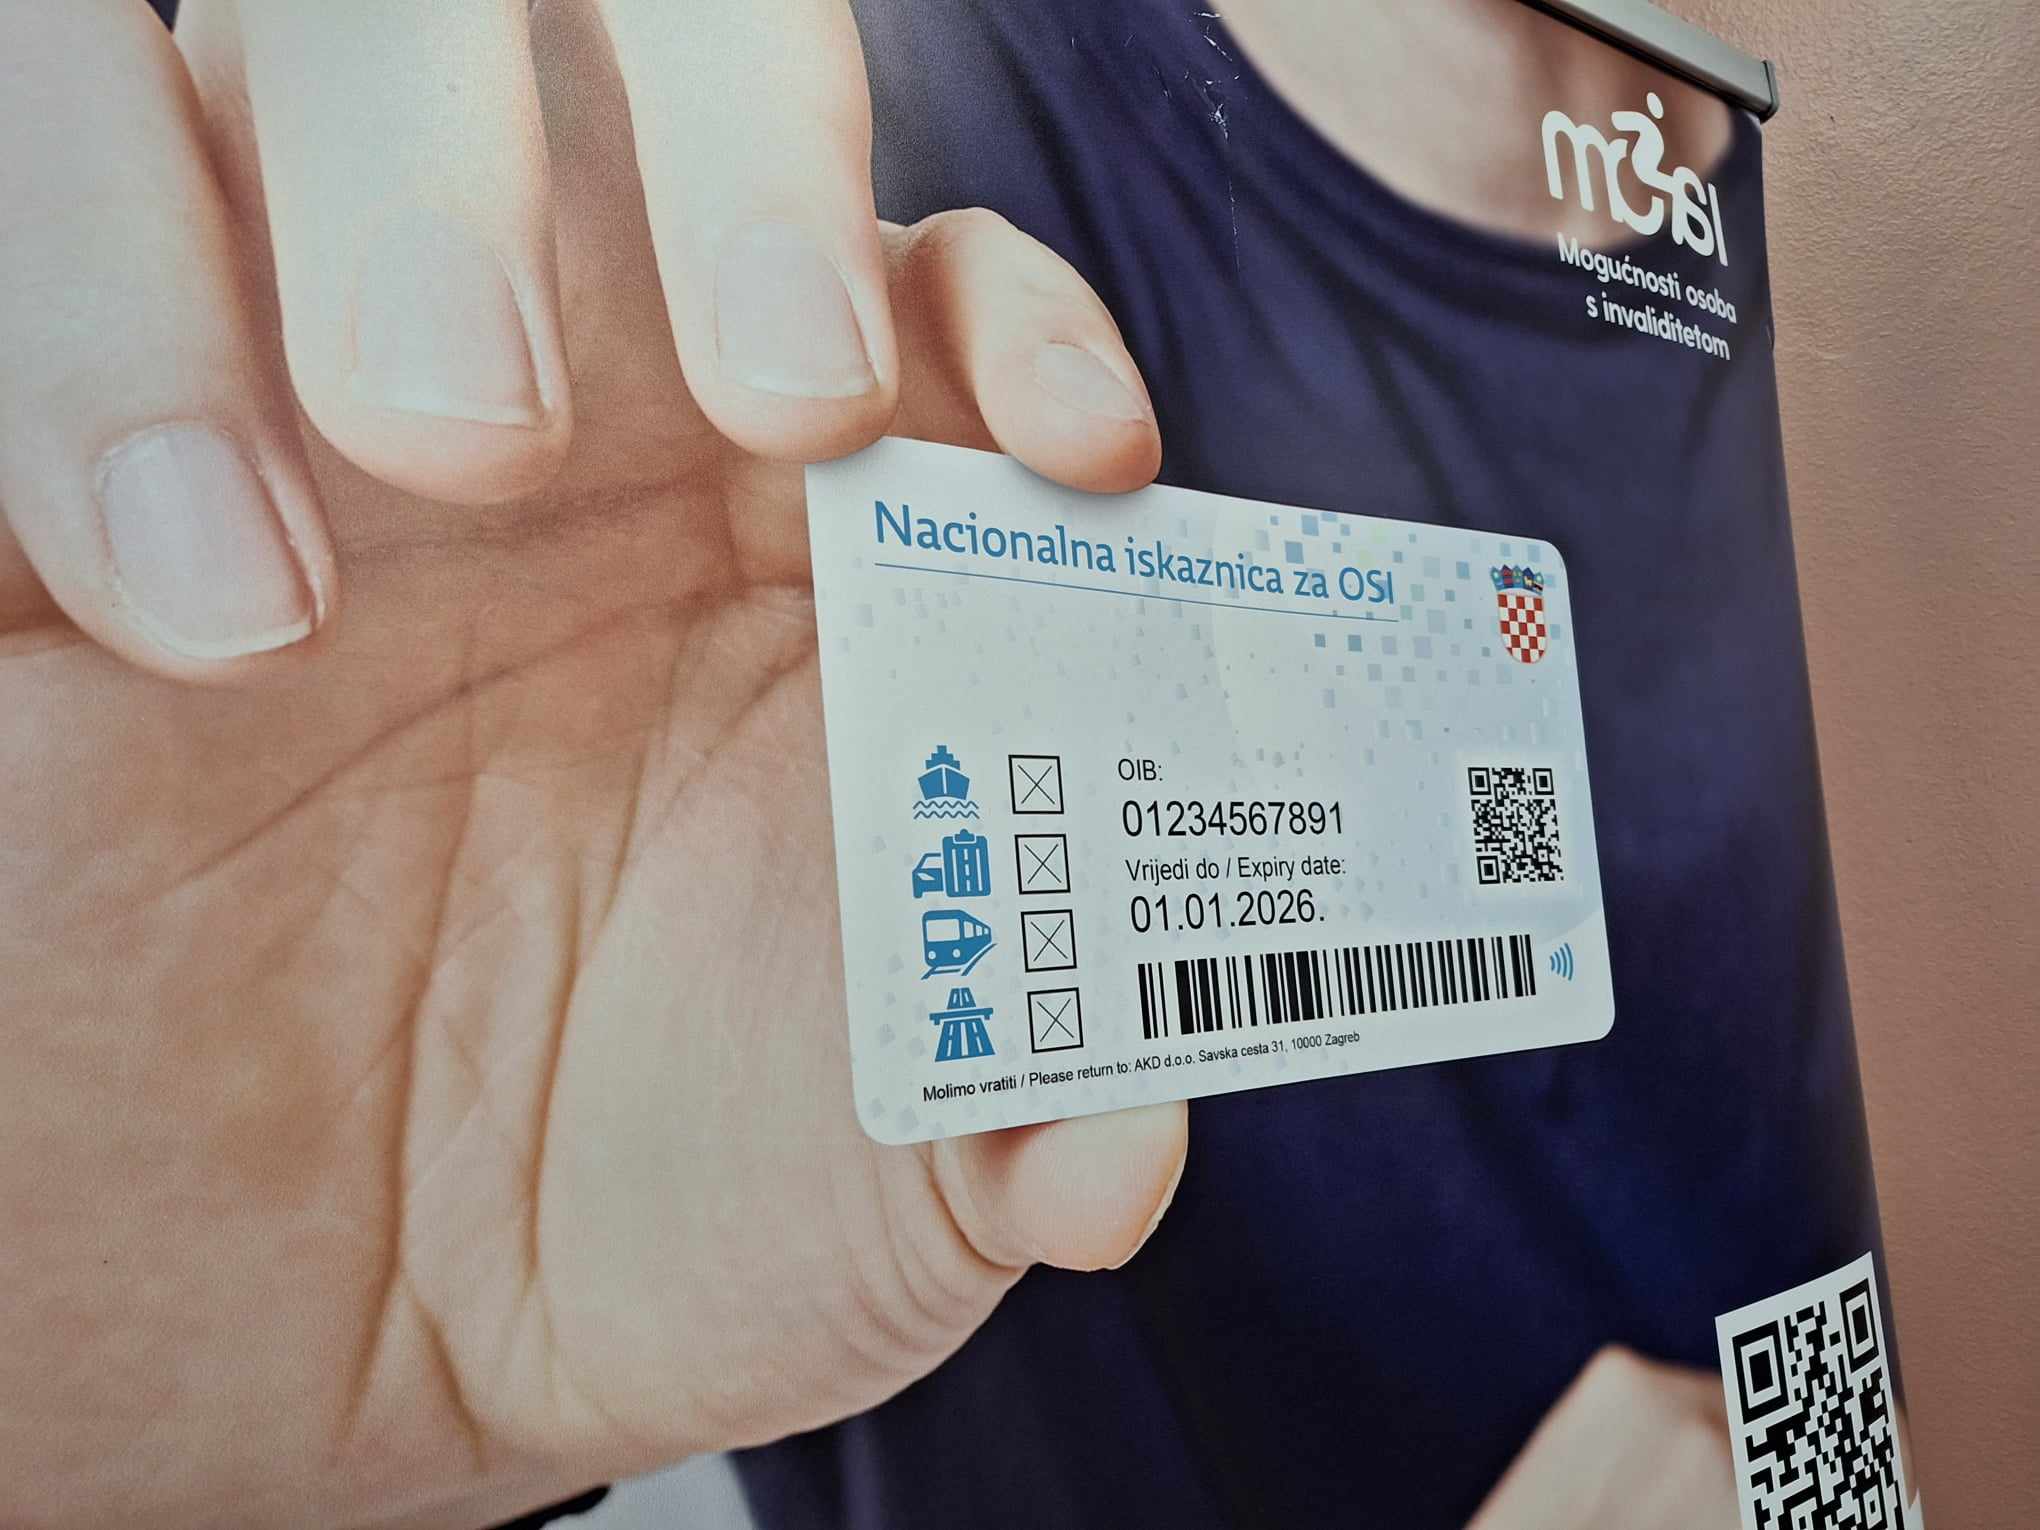 mosi
Mogućnosti osoba
s invaliditetom
Nacionalna iskaznica za OSI
OIB:
01234567891
Vrijedi do / Expiry date:
01.01.2026.
Molimo vratiti / Please return to: AKD d.o.o. Savska cesta 31, 10000 Zagreb